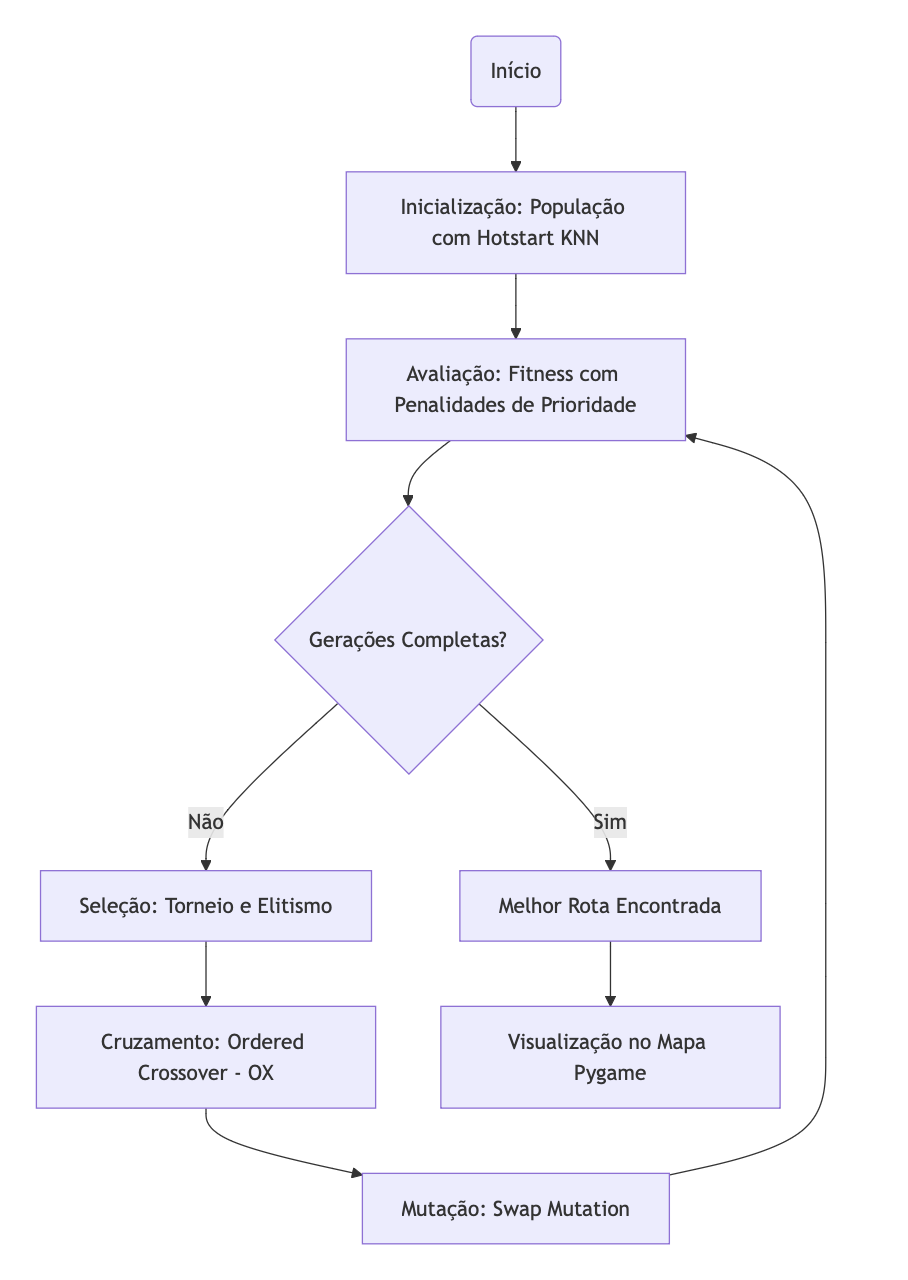 Início
Inicialização: População
com Hotstart KNN
Avaliação: Fitness com
Penalidades de Prioridade
Gerações Completas?
Não
Sim
Seleção: Torneio e Elitismo
Melhor Rota Encontrada
Cruzamento: Ordered
Crossover - OX
Visualização no Mapa
Pygame
Mutação: Swap Mutation